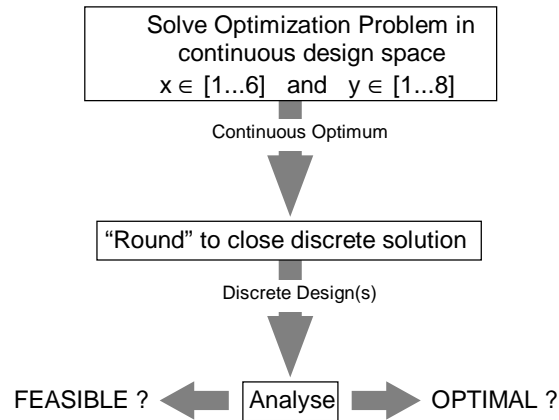 Solve Optimization Problem in
continuous design space
x ∈ [1...6] and y ∈ [1...8]
Continuous Optimum
“Round” to close discrete solution
Discrete Design(s)
FEASIBLE ? Analyse OPTIMAL ?